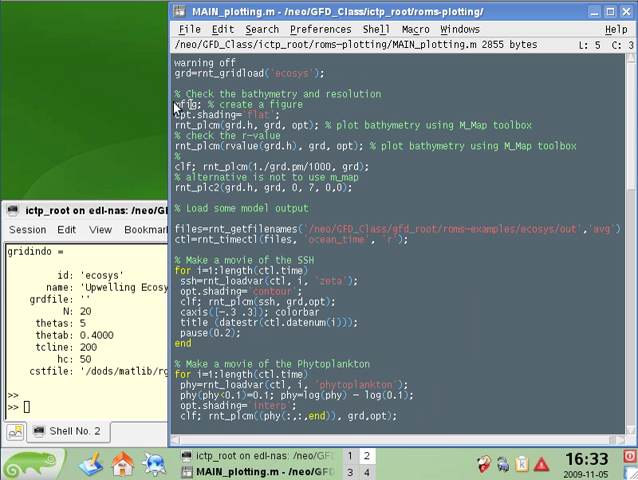 MAIN_plotting.m - /neo/GFD_Class/ictp_root/roms-plotting/
File Edit Search Preferences Shell Macro Windows
/neo/GFD_Class/ictp_root/roms-plotting/MAIN_plotting.m 2855 bytes L: 5 C: 3
warning off
grd=rnt_gridload('ecosys');
% Check the bathymetry and resolution
nfig; % create a figure
opt.shading='flat';
rnt_plcm(grd.h, grd, opt); % plot bathymetry using M_Map toolbox
% check the r-value
rnt_plcm(rvalue(grd.h), grd, opt); % plot bathymetry using M_Map toolbox
%
clf; rnt_plcm(1./grd.pm/1000, grd);
% alternative is not to use m_map
rnt_plc2(grd.h, grd, 0, 7, 0,0);
% Load some model output
files=rnt_getfilenames('/neo/GFD_Class/gfd_root/roms-examples/ecosys/out','avg')
ctl=rnt_timectl(files, 'ocean_time', 'r');
% Make a movie of the SSH
for i=1:length(ctl.time)
ssh=rnt_loadvar(ctl, i, 'zeta');
opt.shading='contour';
clf; rnt_plcm(ssh, grd,opt);
caxis([-.3 .3]); colorbar
title (datestr(ctl.datenum(i)));
pause(0.2);
end
% Make a movie of the Phytoplankton
for i=1:length(ctl.time)
phy=rnt_loadvar(ctl, i, 'phytoplankton');
phy(phy<0.1)=0.1; phy=log(phy) - log(0.1);
opt.shading='interp';
clf; rnt_plcm((phy(:,:,end)), grd,opt);
ictp_root on edl-nas: /neo/G
Session Edit View Bookmar
gridindo =
id: 'ecosys'
name: 'Upwelling Ecosy
grdfile: ''
N: 20
thetas: 5
thetab: 0.4000
tcline: 200
hc: 50
cstfile: '/dods/matlib/rg
>>
>>
Shell No. 2
ictp_root on edl-nas: /neo/GFD
MAIN_plotting.m - /neo/GFD
1 2
3 4
16:33
2009-11-05